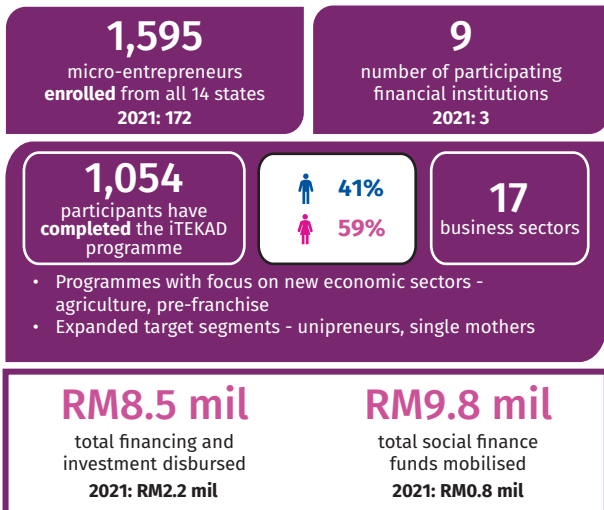 1,595
micro-entrepreneurs
enrolled from all 14 states
2021: 172
9
number of participating
financial institutions
2021: 3
1,054
participants have
completed the iTEKAD
programme
41%
59%
17
business sectors
• Programmes with focus on new economic sectors -
agriculture, pre-franchise
• Expanded target segments - unipreneurs, single mothers
RM8.5 mil
total financing and
investment disbursed
2021: RM2.2 mil
RM9.8 mil
total social finance
funds mobilised
2021: RM0.8 mil